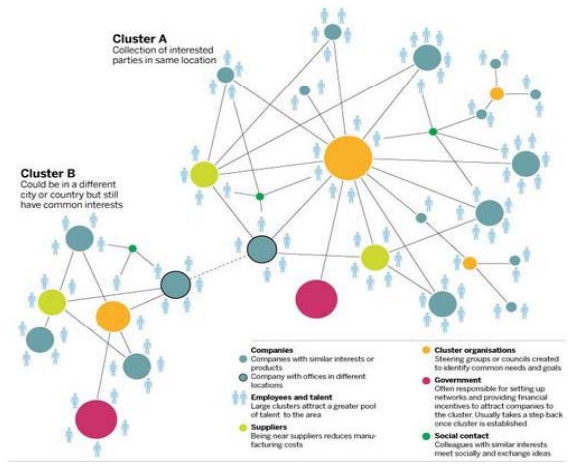 Cluster A
Collection of interested
parties in same location
Cluster B
Could be in a different
city or country but still
have common interests
Companies
Companies with similar interests or
products
Company with offices in different
locations
Employees and talent
Large clusters attract a greater pool
of talent to the area
Suppliers
Being near suppliers reduces manu-
facturing costs
Cluster organisations
Steering groups or councils created
to identify common needs and goals
Government
Often responsible for setting up
networks and providing financial
incentives to attract companies to
the cluster. Usually takes a step back
once cluster is established
Social contact
Colleagues with similar interests
meet socially and exchange ideas